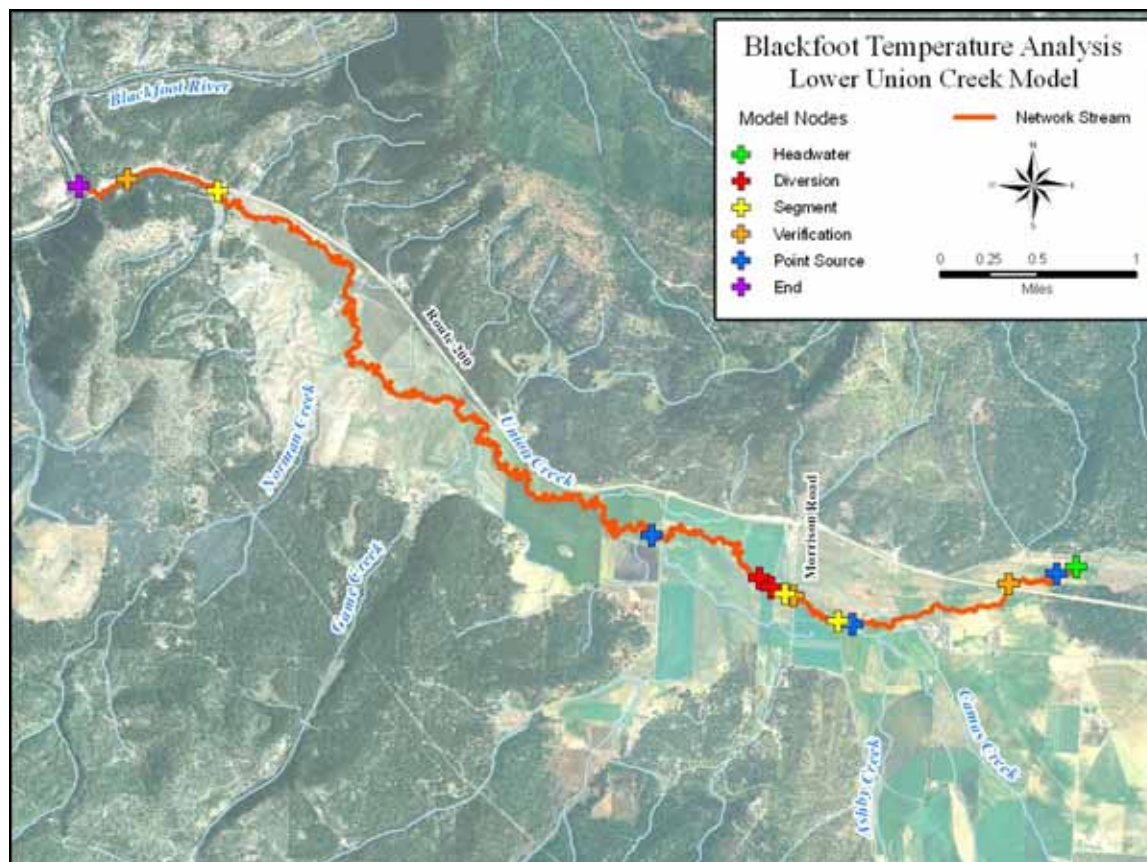 Blackfoot Temperature Analysis
Lower Union Creek Model
Model Nodes
Network Stream
Headwater
Diversion
Segment
Verification
Point Source
End
N
E
S
0 0.25 0.5 1
Miles
Blackfoot River
Route 200
Union Creek
Norman Creek
Game Creek
Morrison Road
Ashby Creek
Camas Creek